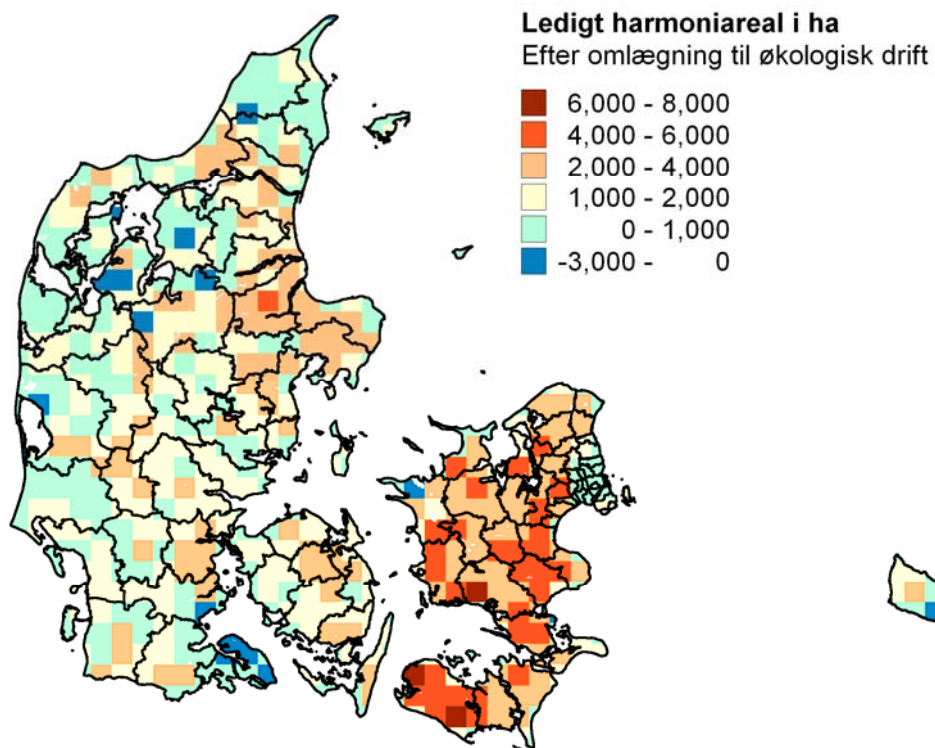 Ledigt harmoniareal i ha
Efter omlægning til økologisk drift
6,000 - 8,000
4,000 - 6,000
2,000 - 4,000
1,000 - 2,000
0 - 1,000
-3,000 - 0